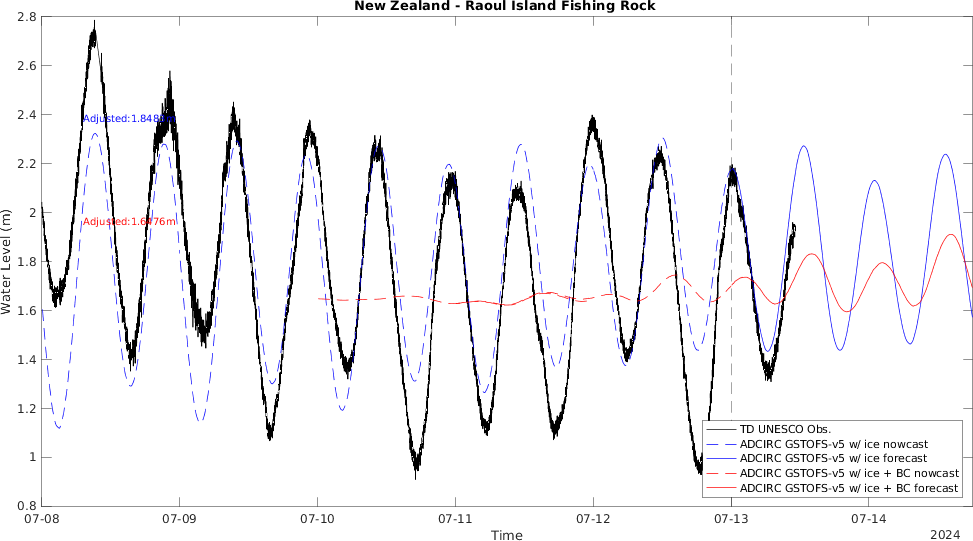 New Zealand - Raoul Island Fishing Rock
2.8
2.6
2.4
2.2
2
1.8
1.6
1.4
1.2
1
0.8
Water Level (m)
Adjusted:1.848
Adjusted:1.6476m
TD UNESCO Obs.
ADCIRC GSTOFS-v5 w/ ice nowcast
ADCIRC GSTOFS-v5 w/ ice forecast
ADCIRC GSTOFS-v5 w/ ice + BC nowcast
ADCIRC GSTOFS-v5 w/ ice + BC forecast
07-08 07-09 07-10 07-11 07-12 07-13 07-14
2024
Time